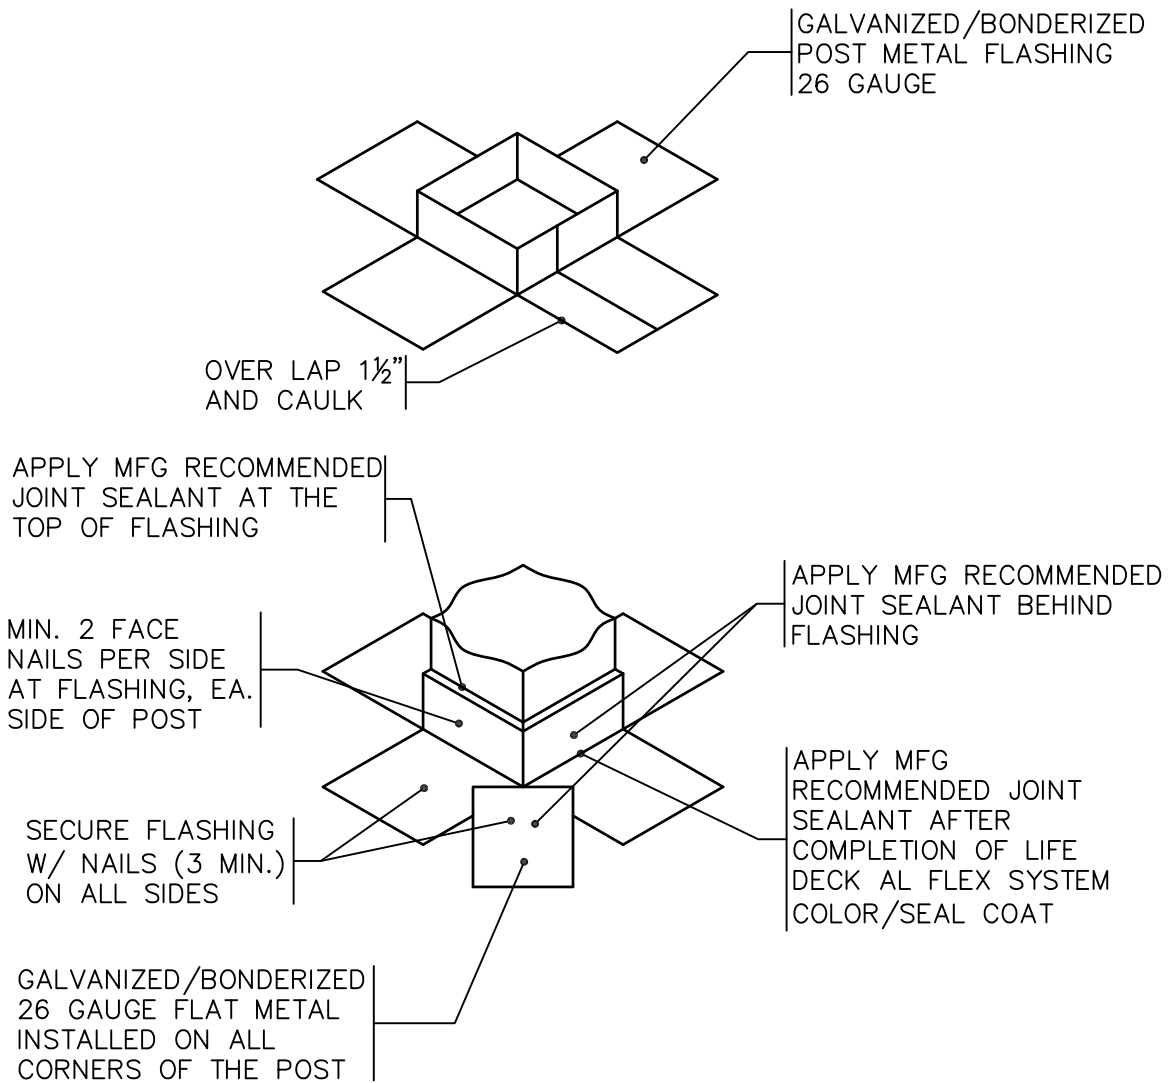 GALVANIZED/BONDERIZED
POST METAL FLASHING
26 GAUGE
OVER LAP 1½”
AND CAULK
APPLY MFG RECOMMENDED
JOINT SEALANT AT THE
TOP OF FLASHING
MIN. 2 FACE
NAILS PER SIDE
AT FLASHING, EA.
SIDE OF POST
APPLY MFG RECOMMENDED
JOINT SEALANT BEHIND
FLASHING
SECURE FLASHING
W/ NAILS (3 MIN.)
ON ALL SIDES
APPLY MFG
RECOMMENDED JOINT
SEALANT AFTER
COMPLETION OF LIFE
DECK AL FLEX SYSTEM
COLOR/SEAL COAT
GALVANIZED/BONDERIZED
26 GAUGE FLAT METAL
INSTALLED ON ALL
CORNERS OF THE POST